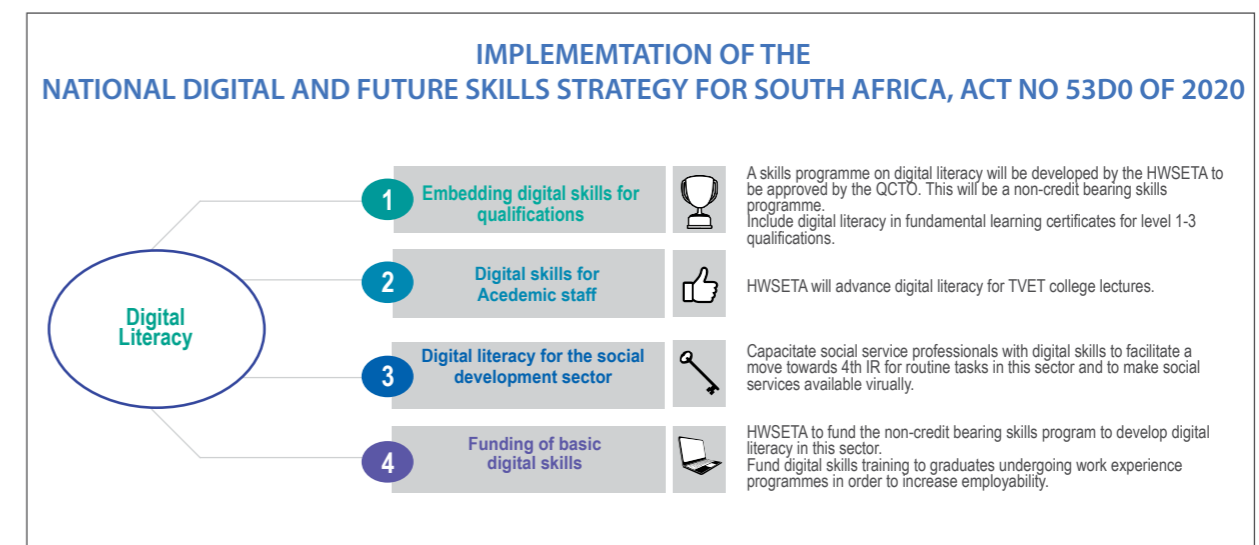 IMPLEMEMTATION OF THE
NATIONAL DIGITAL AND FUTURE SKILLS STRATEGY FOR SOUTH AFRICA, ACT NO 53D0 OF 2020
Digital
Literacy
1
Embedding digital skills for
qualifications
A skills programme on digital literacy will be developed by the HWSETA to
be approved by the QCTO. This will be a non-credit bearing skills
programme.
Include digital literacy in fundamental learning certificates for level 1-3
qualifications.
2
Digital skills for
Acedemic staff
HWSETA will advance digital literacy for TVET college lectures.
3
Digital literacy for the social
development sector
Capacitate social service professionals with digital skills to facilitate a
move towards 4th IR for routine tasks in this sector and to make social
services available virually.
4
Funding of basic
digital skills
HWSETA to fund the non-credit bearing skills program to develop digital
literacy in this sector.
Fund digital skills training to graduates undergoing work experience
programmes in order to increase employability.